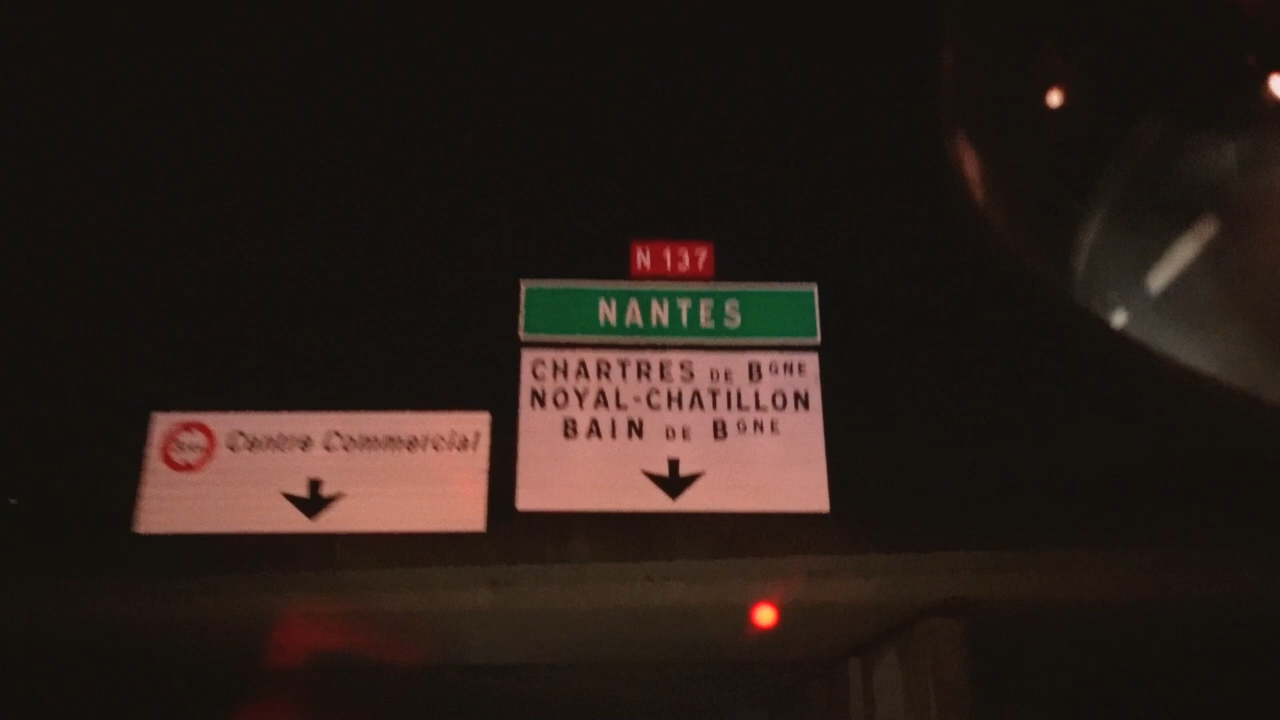 N 137
NANTES
CHARTRES DE BGNE
NOYAL-CHATILLON
BAIN DE BGNE
Centre Commercial